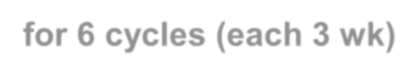 for 6 cycles (each 3 wk)